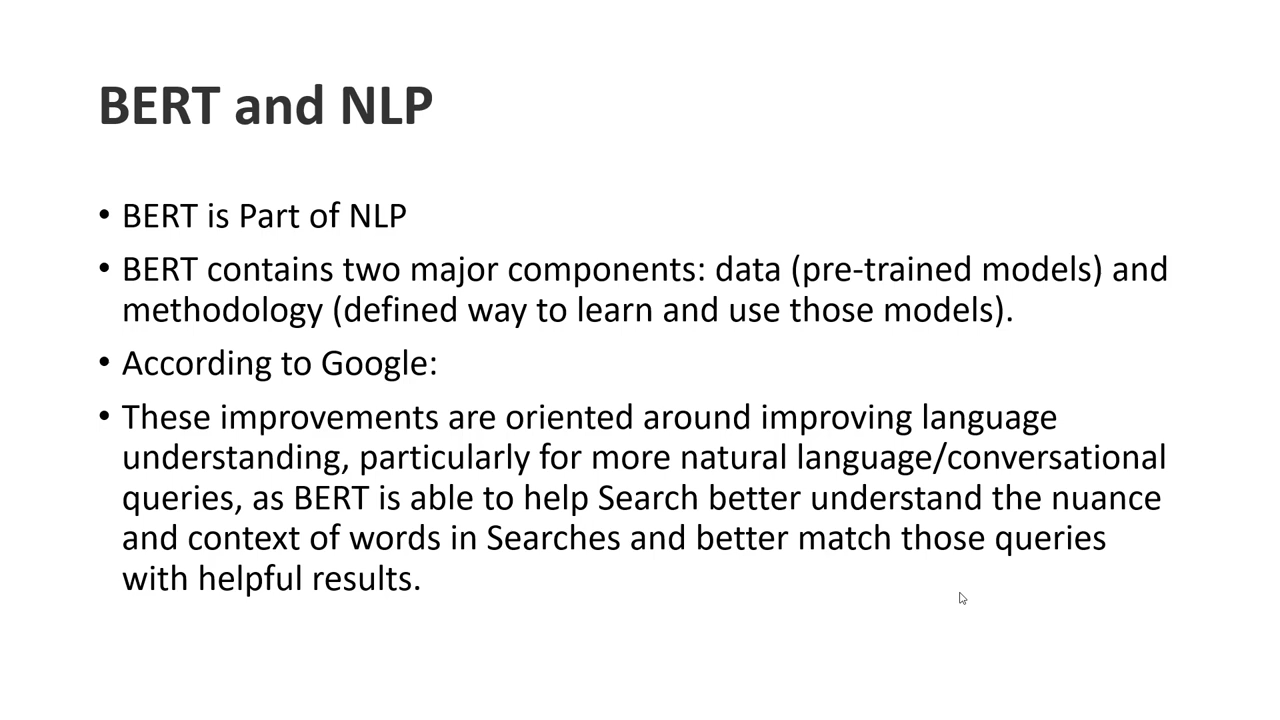 BERT and NLP
• BERT is Part of NLP
• BERT contains two major components: data (pre-trained models) and
methodology (defined way to learn and use those models).
• According to Google:
• These improvements are oriented around improving language
understanding, particularly for more natural language/conversational
queries, as BERT is able to help Search better understand the nuance
and context of words in Searches and better match those queries
with helpful results.